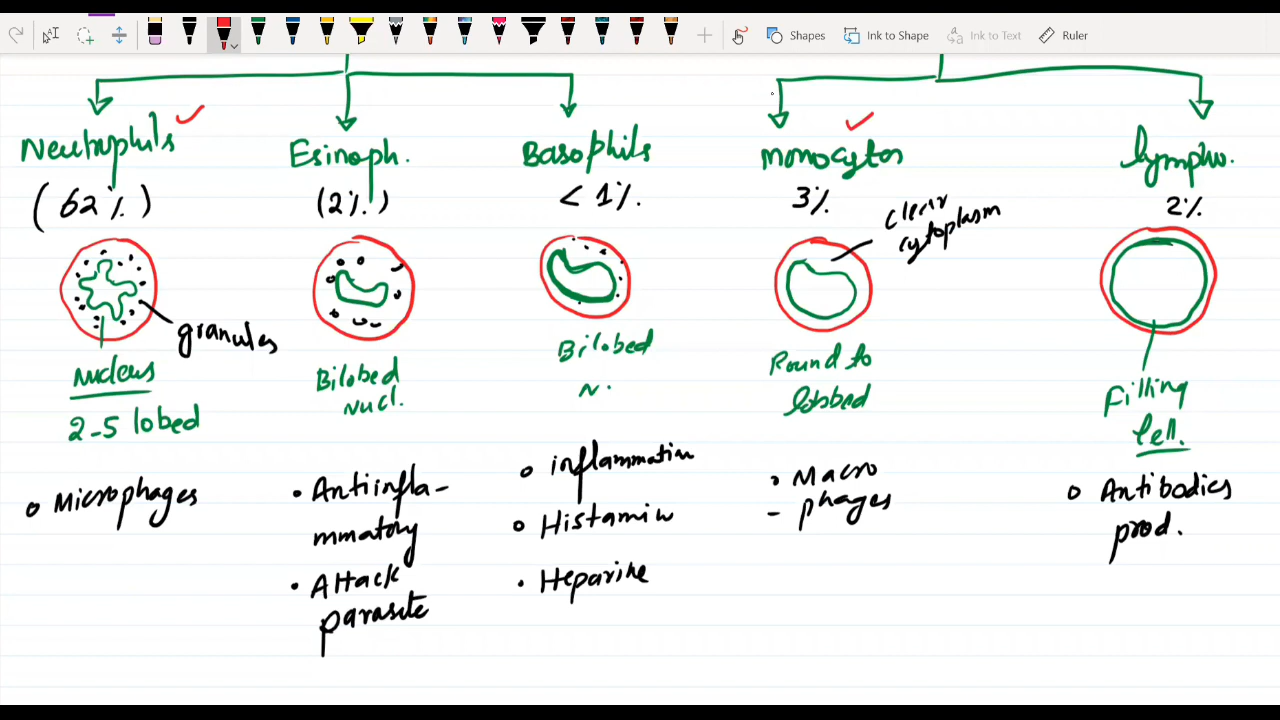 Shapes
Ink to Shape
Ink to Text
Ruler
Neutrophils
(62%)
Esinoph.
(2%)
Basophils
< 1%.
Monocytes
3%
clear
cytoplasm
lympho.
2%
granules
Nucleus
2-5 lobed
Bilobed
Nucl.
Bilobed
N.
Round to
lobbed
Filling
Cell.
Microphages
Antiinfla-
mmatory
Attack
parasite
inflammation
Histamin
Heparine
Macro
- phages
Antibodies
prod.